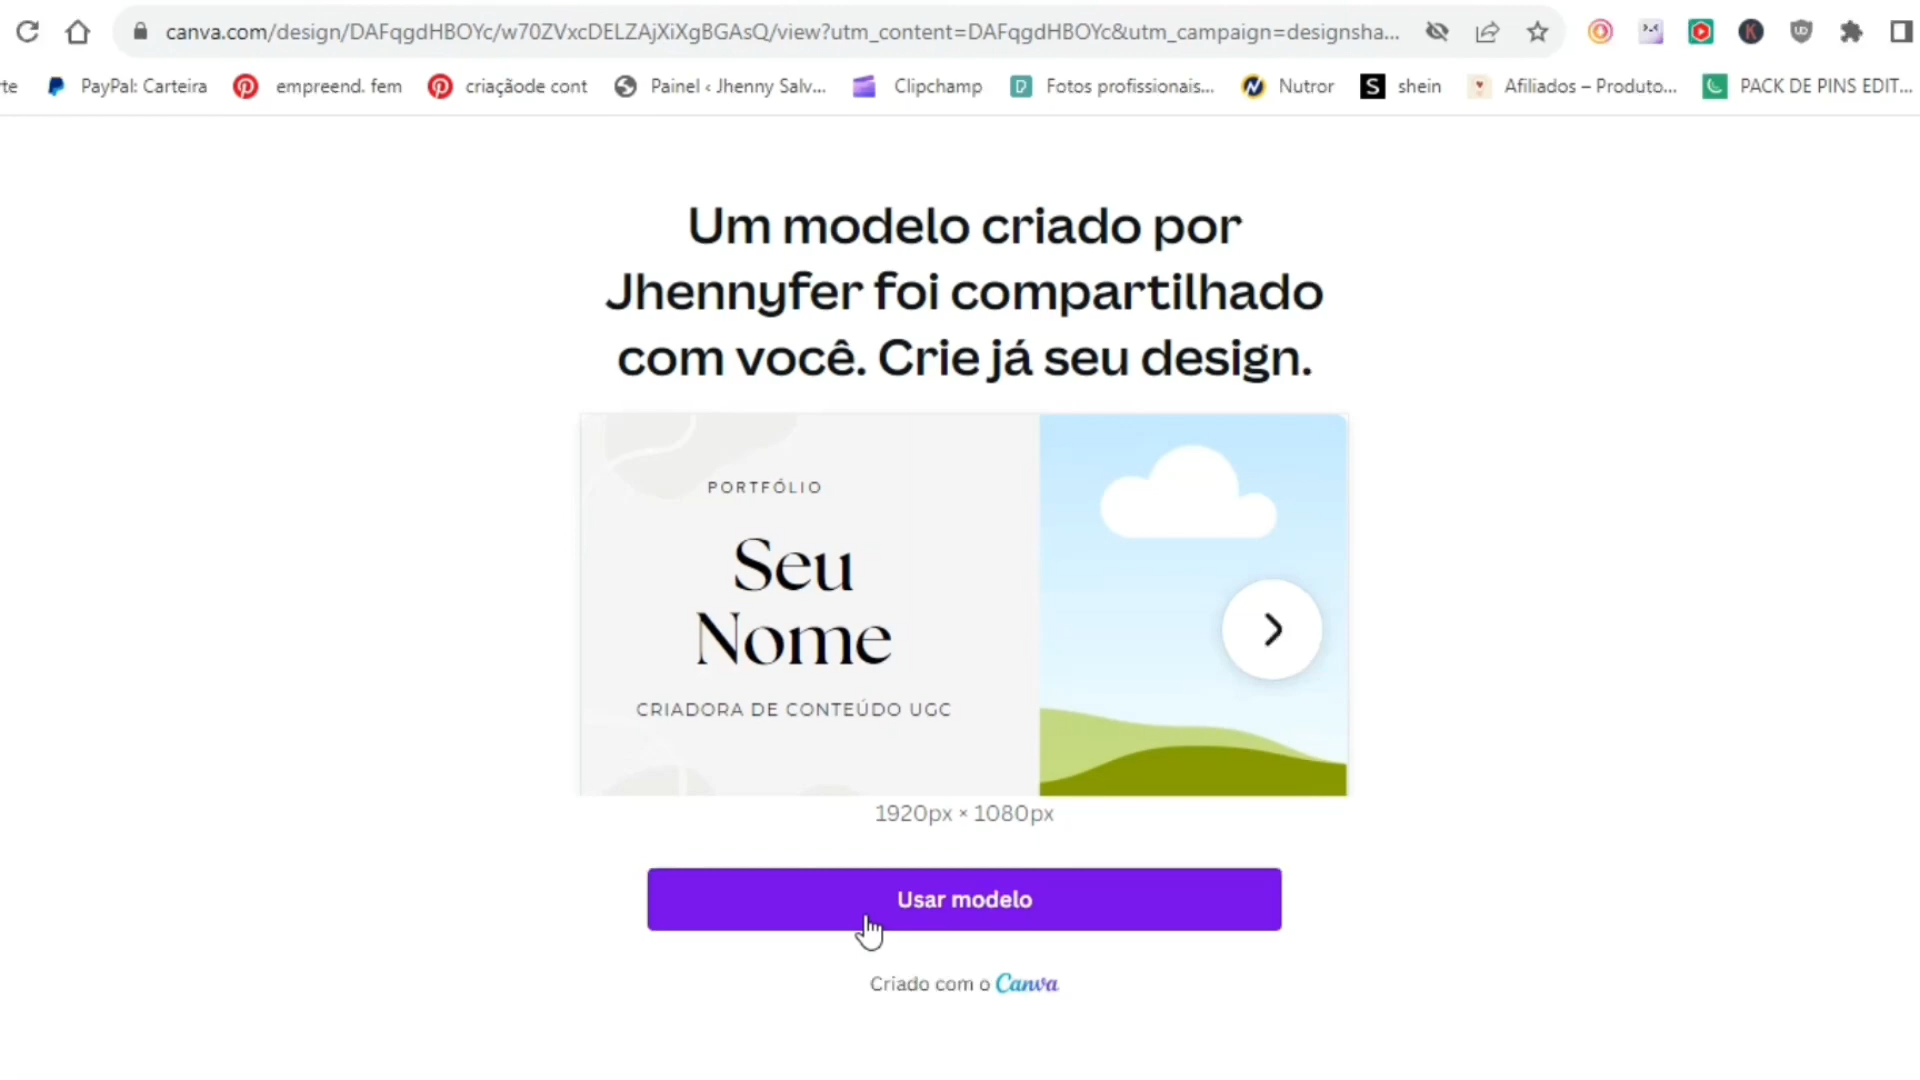 canva.com/design/DAFqgdHBOYc/w70ZVxcDELZAjXiXgBGAsQ/view?utm_content=DAFqgdHBOYc&utm_campaign=designsha...
te PayPal: Carteira empreend. fem criaçãode cont Painel ‹ Jhenny Salv... Clipchamp Fotos profissionais... Nutror shein Afiliados – Produto... PACK DE PINS EDIT...
Um modelo criado por
Jhennyfer foi compartilhado
com você. Crie já seu design.
PORTFÓLIO
Seu
Nome
CRIADORA DE CONTEÚDO UGC
1920px × 1080px
Usar modelo
Criado com o Canva